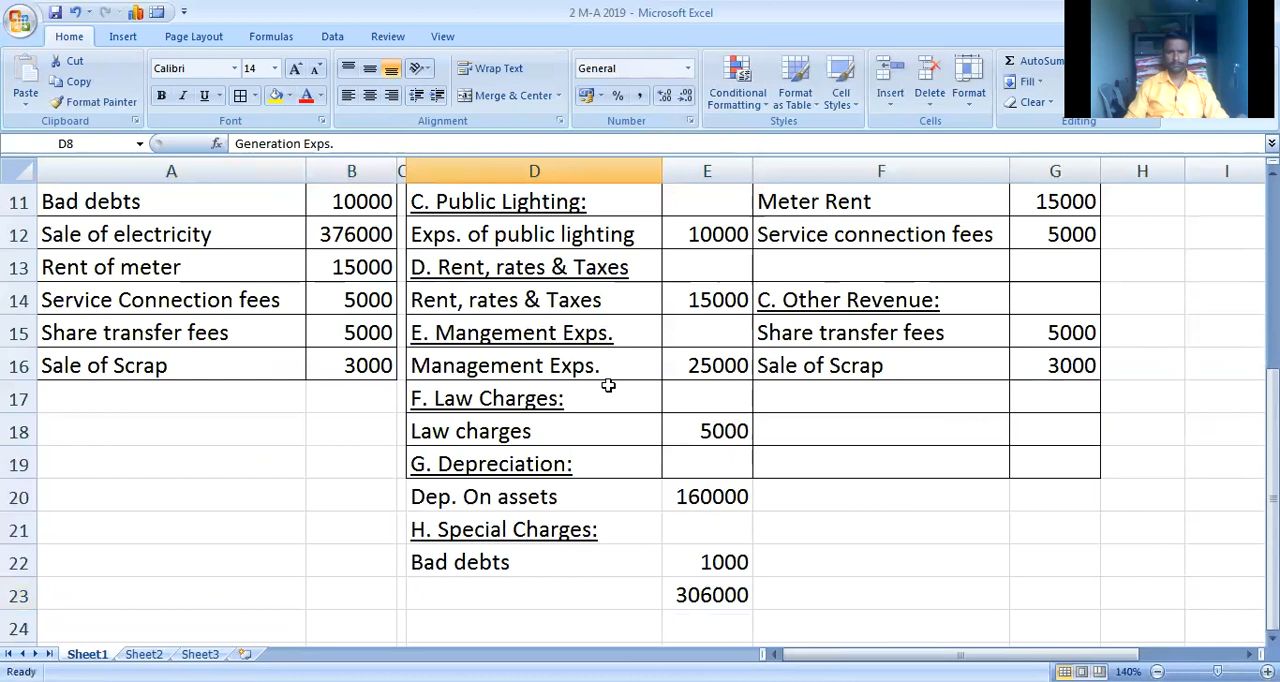 2 M-A 2019 - Microsoft Excel
Home Insert Page Layout Formulas Data Review View
Paste Cut Copy Format Painter Clipboard
Calibri 14 A A B I U A Font
Wrap Text Merge & Center Alignment
General % , Number
Conditional Formatting Format as Table Cell Styles Styles
Insert Delete Format Cells
Σ AutoSum Fill Clear Editing
D8 fx Generation Exps.
A B C D E F G H I
11 Bad debts 10000 C. Public Lighting: Meter Rent 15000
12 Sale of electricity 376000 Exps. of public lighting 10000 Service connection fees 5000
13 Rent of meter 15000 D. Rent, rates & Taxes
14 Service Connection fees 5000 Rent, rates & Taxes 15000 C. Other Revenue:
15 Share transfer fees 5000 E. Mangement Exps. Share transfer fees 5000
16 Sale of Scrap 3000 Management Exps. 25000 Sale of Scrap 3000
17 F. Law Charges:
18 Law charges 5000
19 G. Depreciation:
20 Dep. On assets 160000
21 H. Special Charges:
22 Bad debts 1000
23 306000
24
Sheet1 Sheet2 Sheet3
Ready 140%